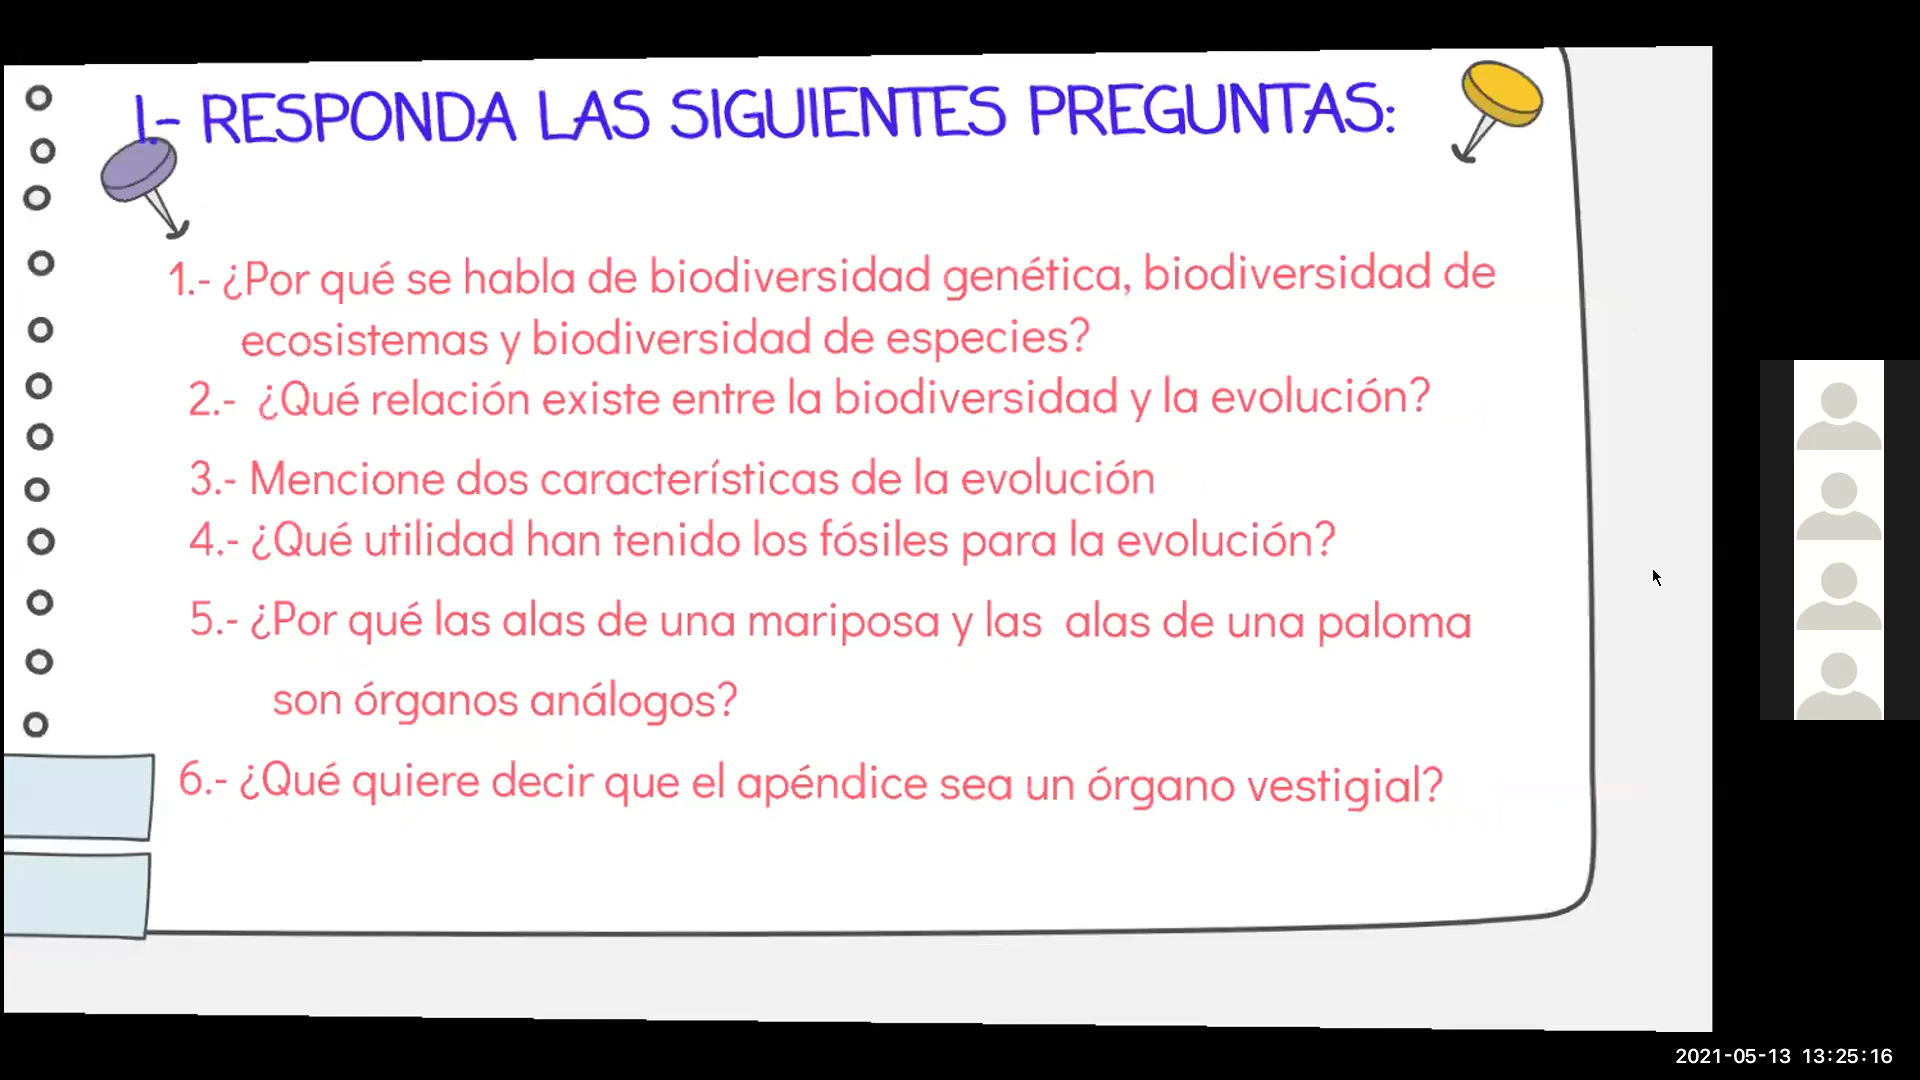 I.- RESPONDA LAS SIGUIENTES PREGUNTAS:
1.- ¿Por qué se habla de biodiversidad genética, biodiversidad de
ecosistemas y biodiversidad de especies?
2.- ¿Qué relación existe entre la biodiversidad y la evolución?
3.- Mencione dos características de la evolución
4.- ¿Qué utilidad han tenido los fósiles para la evolución?
5.- ¿Por qué las alas de una mariposa y las alas de una paloma
son órganos análogos?
6.- ¿Qué quiere decir que el apéndice sea un órgano vestigial?
2021-05-13 13:25:16